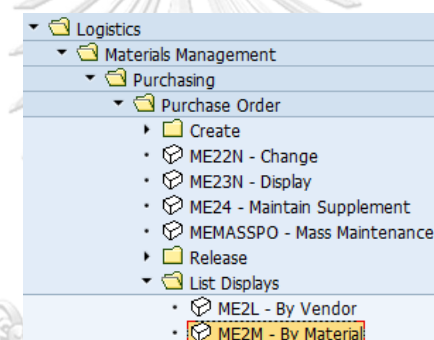 Logistics
Materials Management
Purchasing
Purchase Order
Create
ME22N - Change
ME23N - Display
ME24 - Maintain Supplement
MEMASSPO - Mass Maintenance
Release
List Displays
ME2L - By Vendor
ME2M - By Material